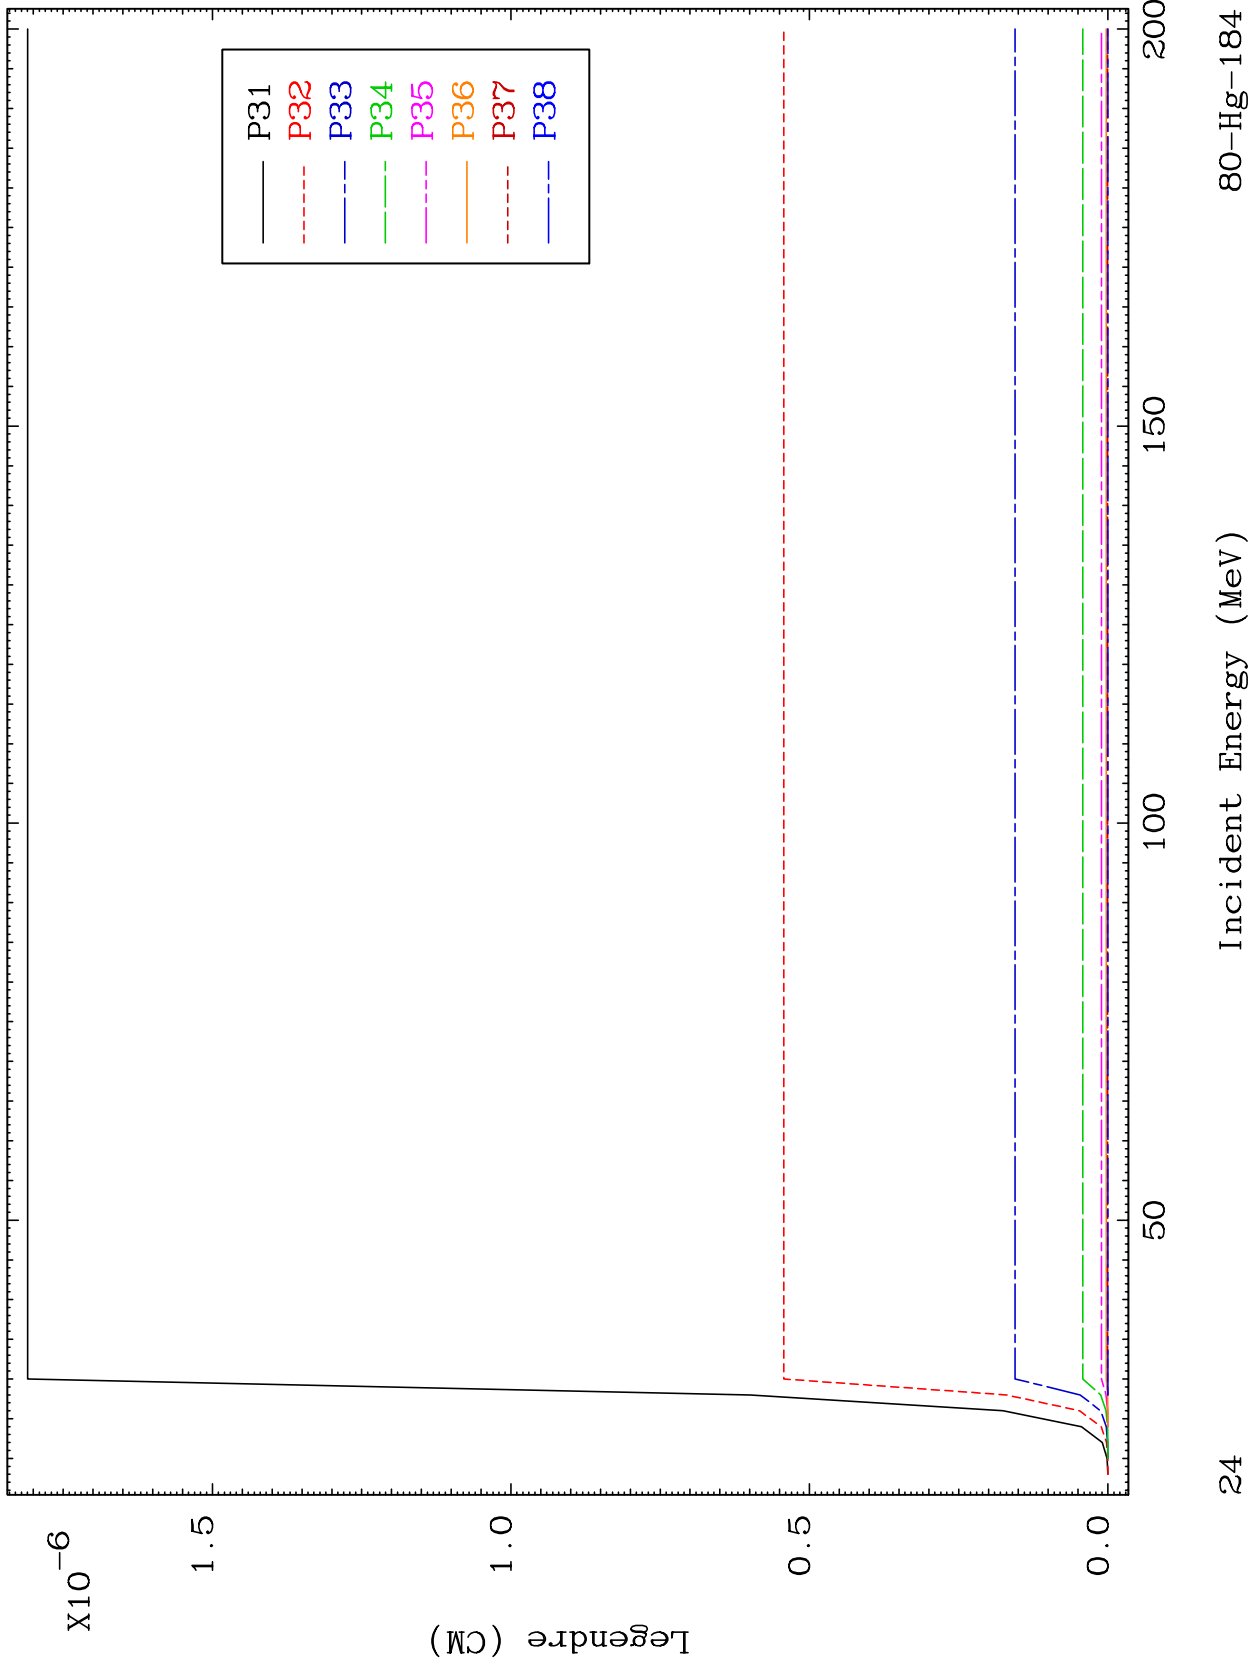 X10-6
1.5
1.0
0.5
0.0
Legendre (CM)
P31
P32
P33
P34
P35
P36
P37
P38
50
100
150
200
Incident Energy (MeV)
24
80-Hg-184